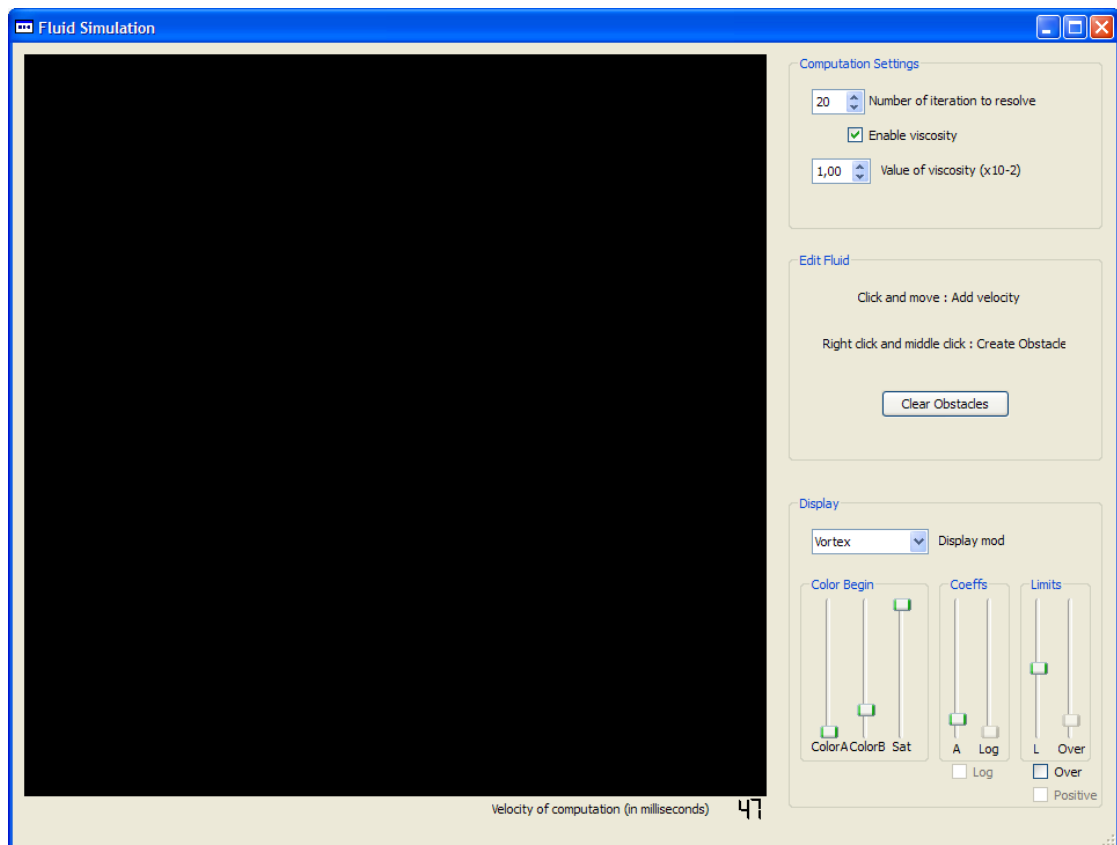 Fluid Simulation
Computation Settings
20 Number of iteration to resolve
Enable viscosity
1,00 Value of viscosity (x10-2)
Edit Fluid
Click and move : Add velocity
Right click and middle click : Create Obstacle
Clear Obstacles
Display
Vortex Display mod
Color Begin Coeffs Limits
ColorA ColorB Sat A Log L Over
Log Over
Positive
Velocity of computation (in milliseconds) 47